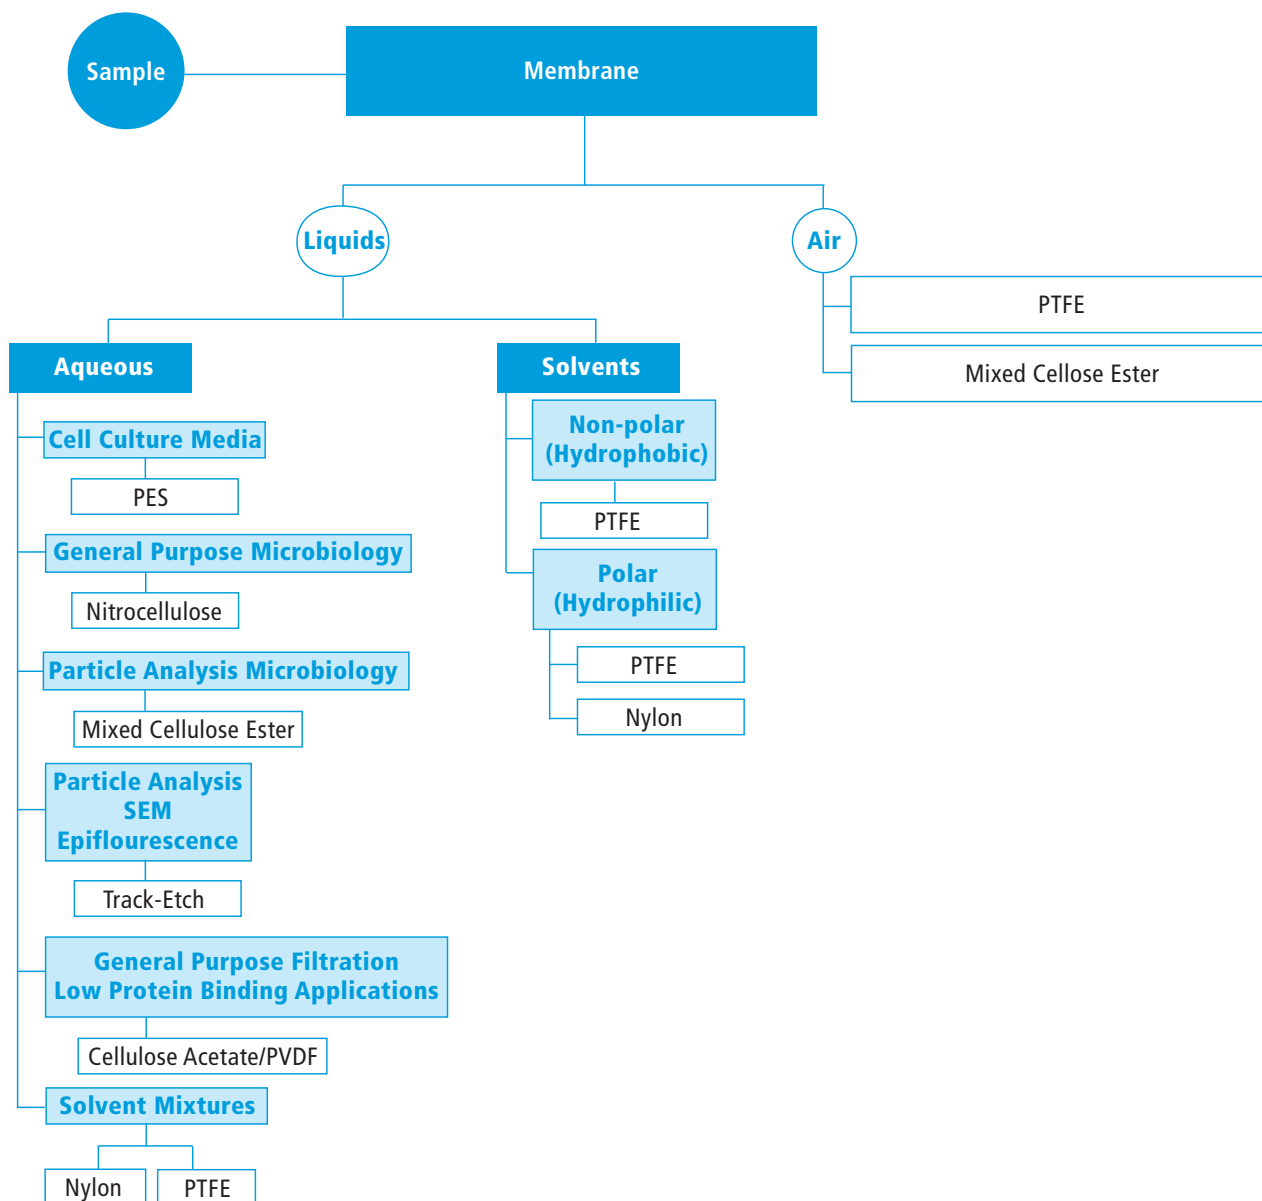 Sample
Membrane
Liquids
Air
PTFE
Mixed Cellose Ester
Aqueous
Cell Culture Media
PES
General Purpose Microbiology
Nitrocellulose
Particle Analysis Microbiology
Mixed Cellulose Ester
Particle Analysis
SEM
Epiflourescence
Track-Etch
General Purpose Filtration
Low Protein Binding Applications
Cellulose Acetate/PVDF
Solvent Mixtures
Nylon
PTFE
Solvents
Non-polar
(Hydrophobic)
PTFE
Polar
(Hydrophilic)
PTFE
Nylon